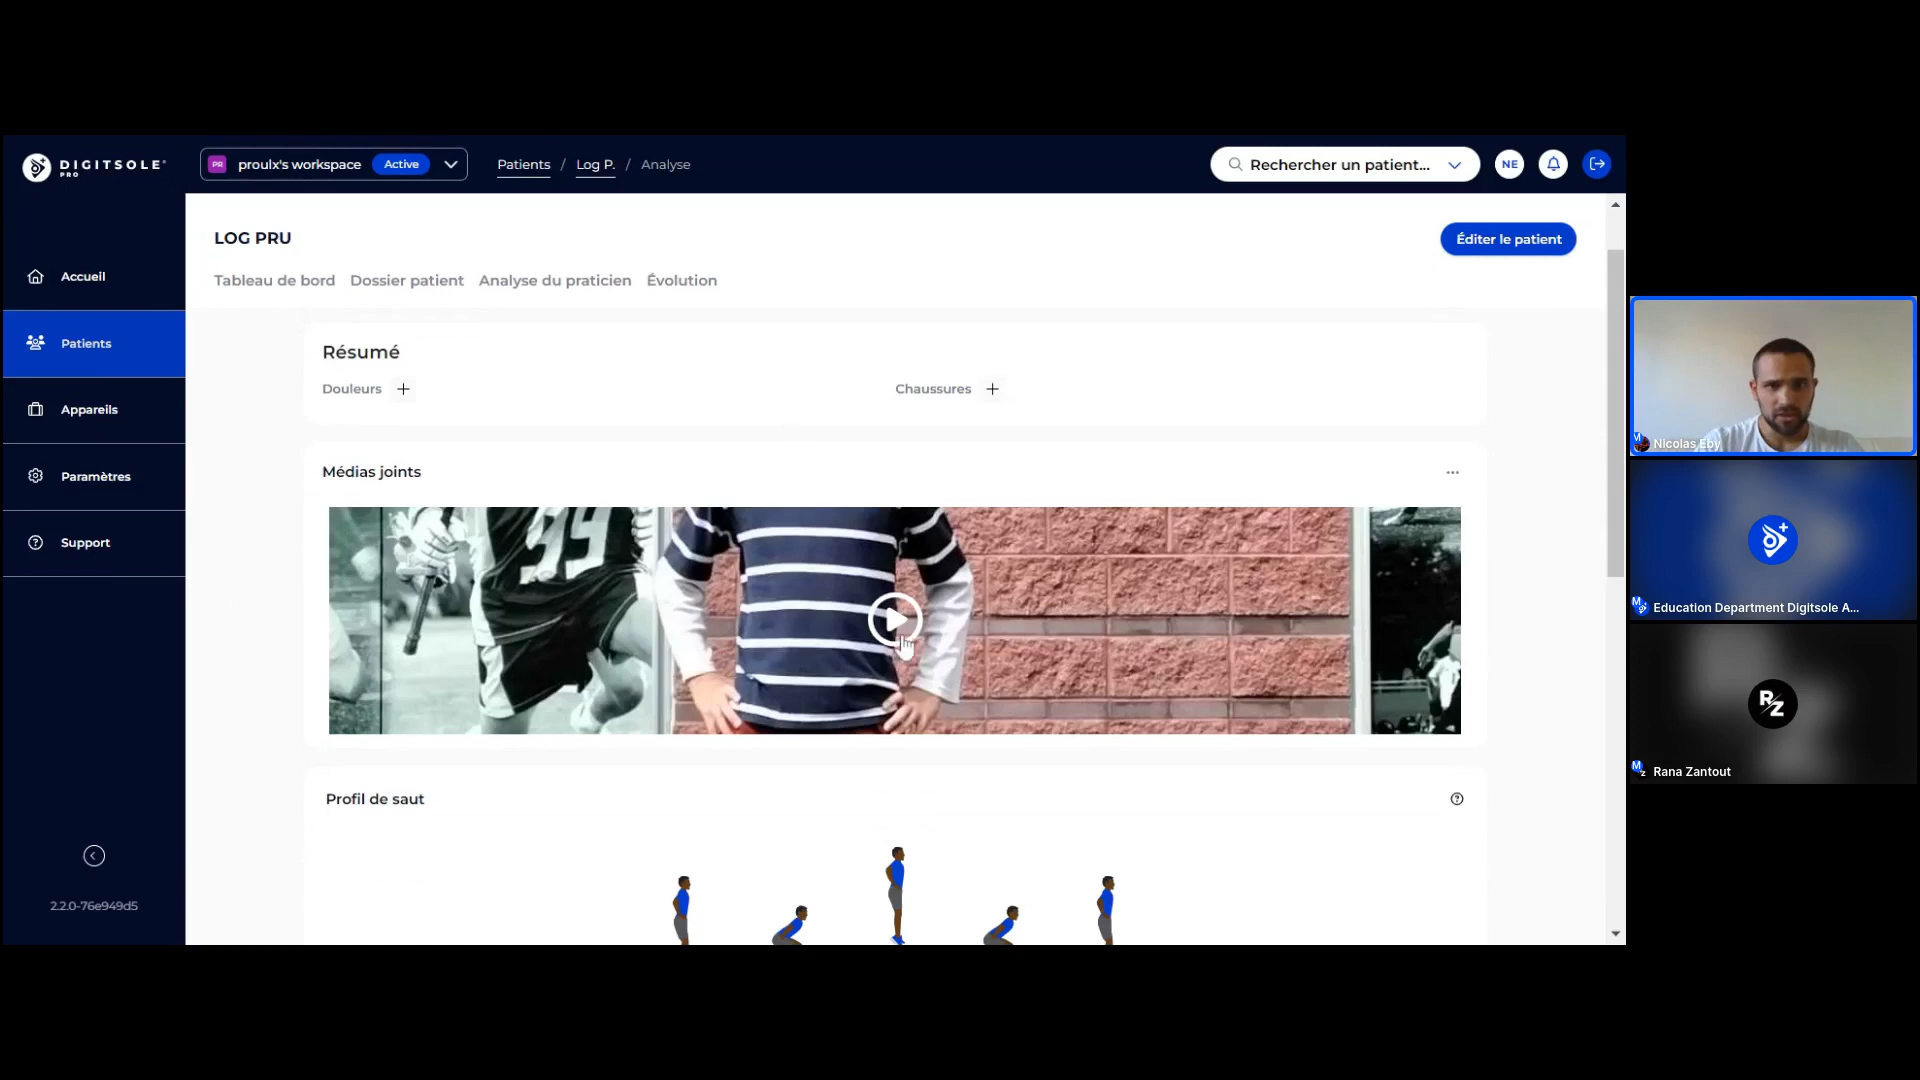 DIGITSOLE
PRO
PR
proulx's workspace
Active
Patients / Log P. / Analyse
Rechercher un patient...
NE
LOG PRU
Éditer le patient
Tableau de bord
Dossier patient
Analyse du praticien
Évolution
Accueil
Patients
Appareils
Paramètres
Support
2.2.0-76e949d5
Résumé
Douleurs +
Chaussures +
Médias joints
...
99
Profil de saut
Nicolas Eby
Education Department Digitsole A...
RZ
Rana Zantout